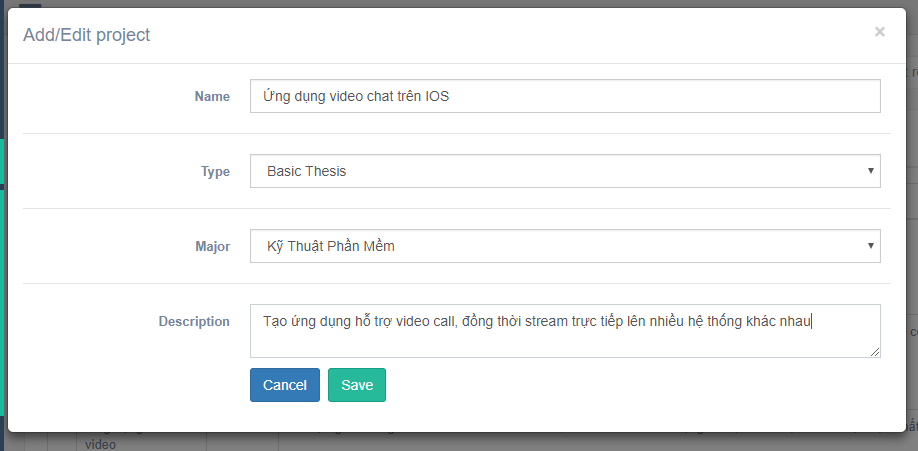 Add/Edit project
×
Name
Ứng dụng video chat trên IOS
Type
Basic Thesis
Major
Kỹ Thuật Phần Mềm
Description
Tạo ứng dụng hỗ trợ video call, đồng thời stream trực tiếp lên nhiều hệ thống khác nhau
Cancel Save
video